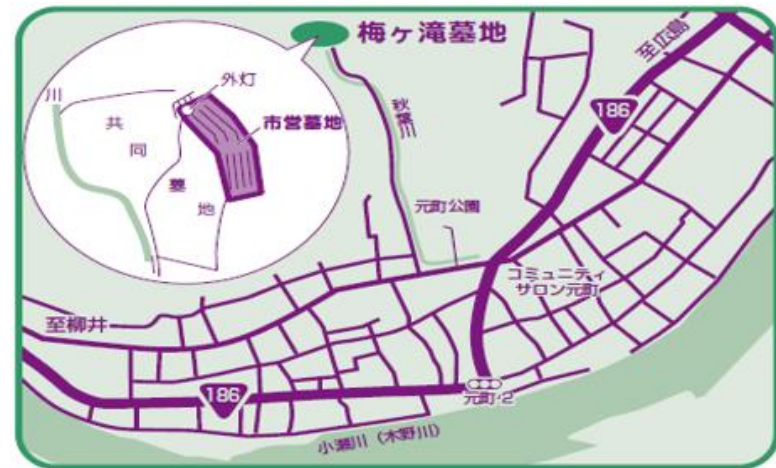 梅ヶ滝墓地
至広島
186
川
外灯
市営墓地
共同墓地
秋葉川
元町公園
コミュニティ
サロン元町
至柳井
186
元町2
小瀬川（木野川）